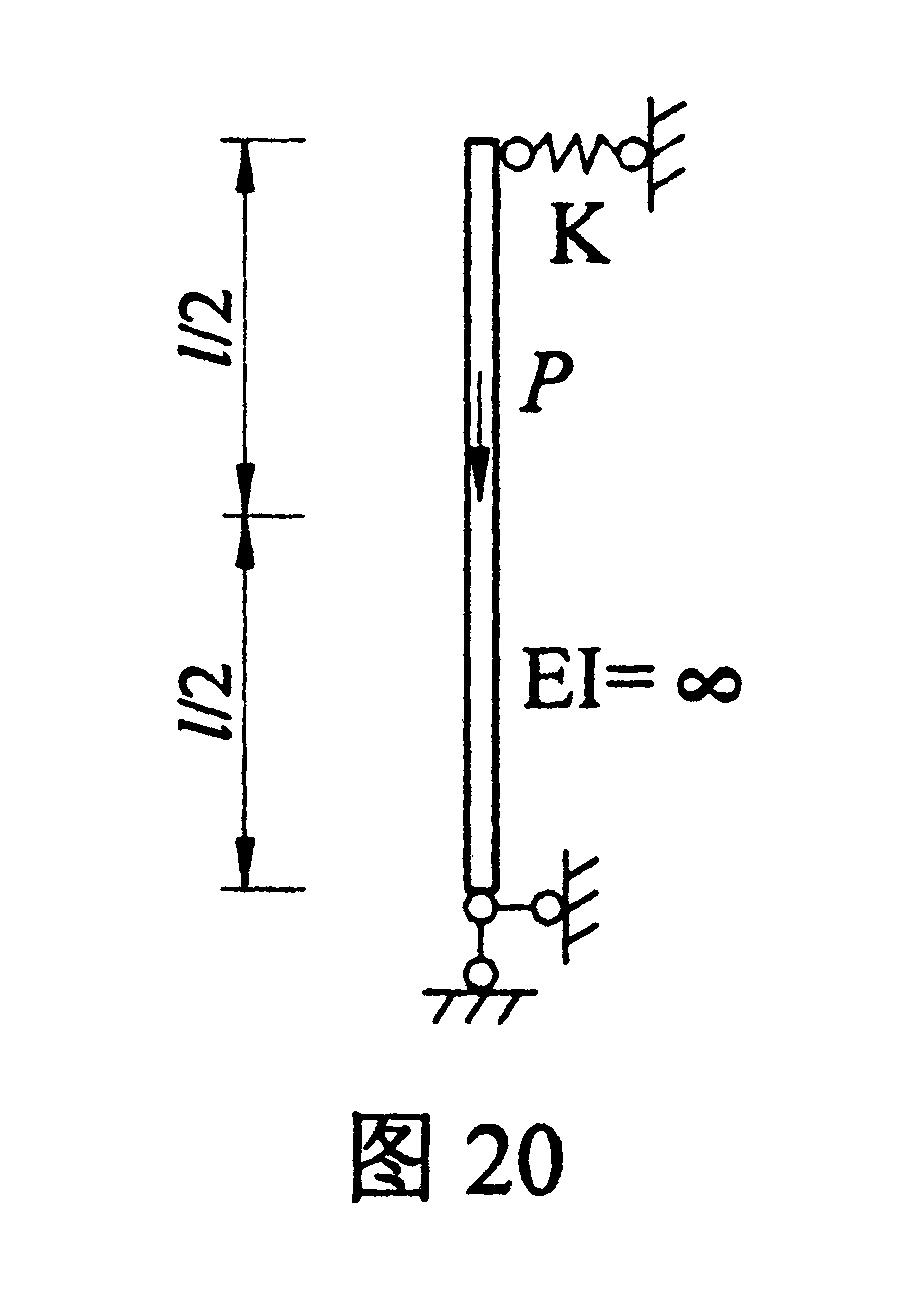 K
l/2
P
EI= ∞
l/2
图 20